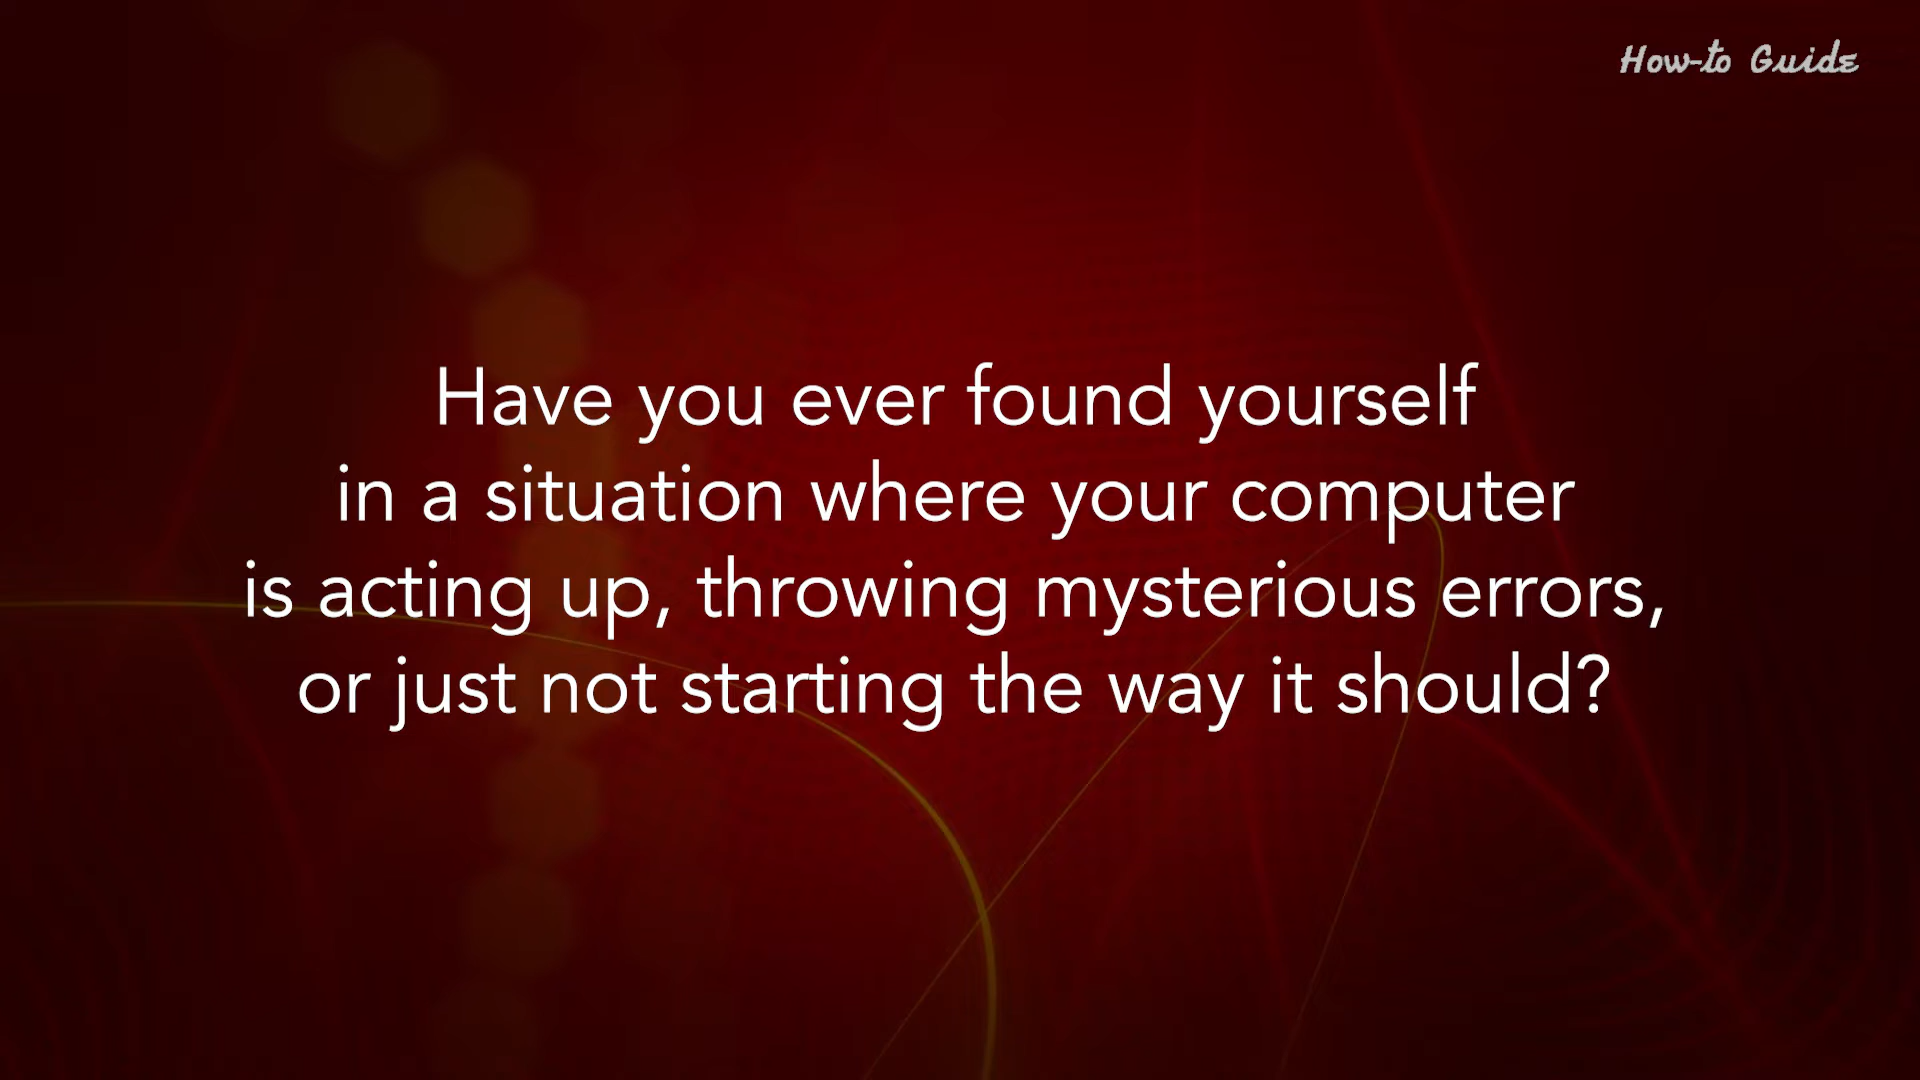 How-to Guide
Have you ever found yourself
in a situation where your computer
is acting up, throwing mysterious errors,
or just not starting the way it should?